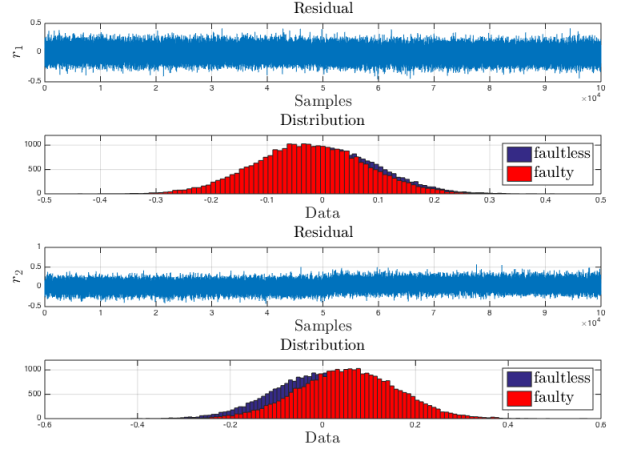 Residual
r1
0.5
0
-0.5
0 1 2 3 4 5 6 7 8 9 10
×10⁴
Samples
Distribution
1000
500
0
faultless
faulty
-0.5 -0.4 -0.3 -0.2 -0.1 0 0.1 0.2 0.3 0.4 0.5
Data
Residual
r2
1
0.5
0
-0.5
0 1 2 3 4 5 6 7 8 9 10
×10⁴
Samples
Distribution
1000
500
0
faultless
faulty
-0.6 -0.4 -0.2 0 0.2 0.4 0.6
Data